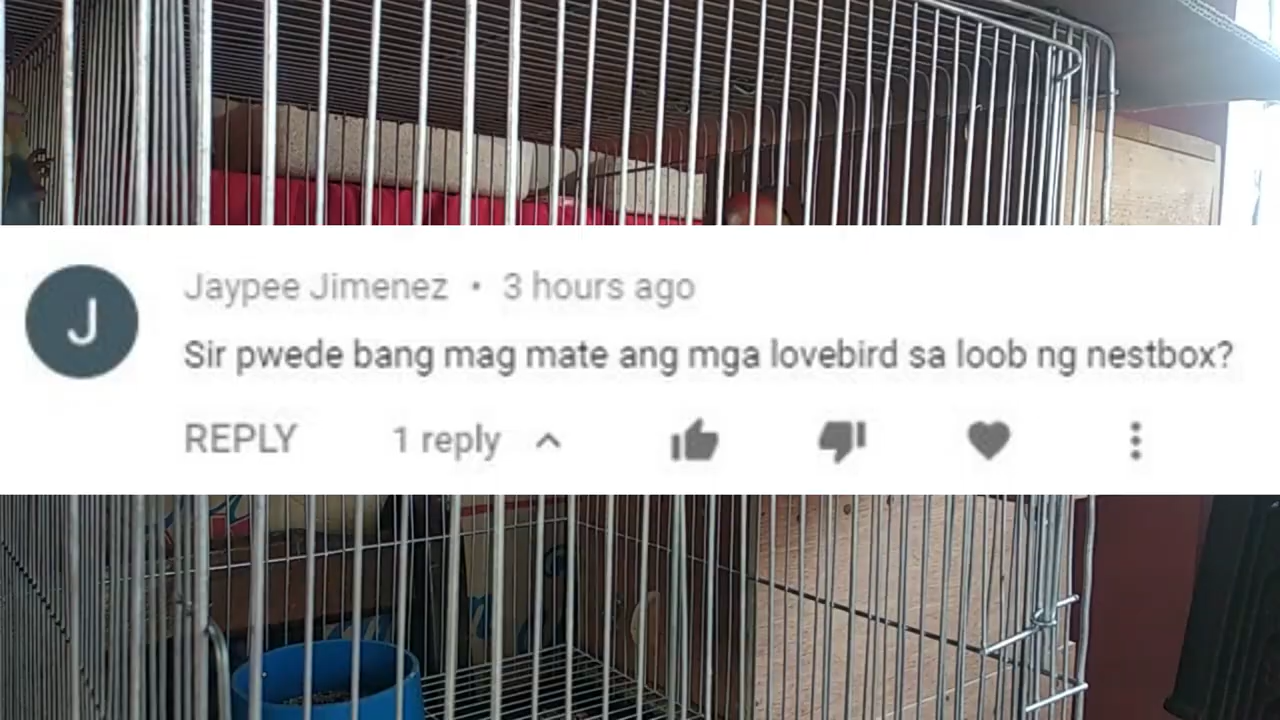 Jaypee Jimenez • 3 hours ago
Sir pwede bang mag mate ang mga lovebird sa loob ng nestbox?
REPLY 1 reply